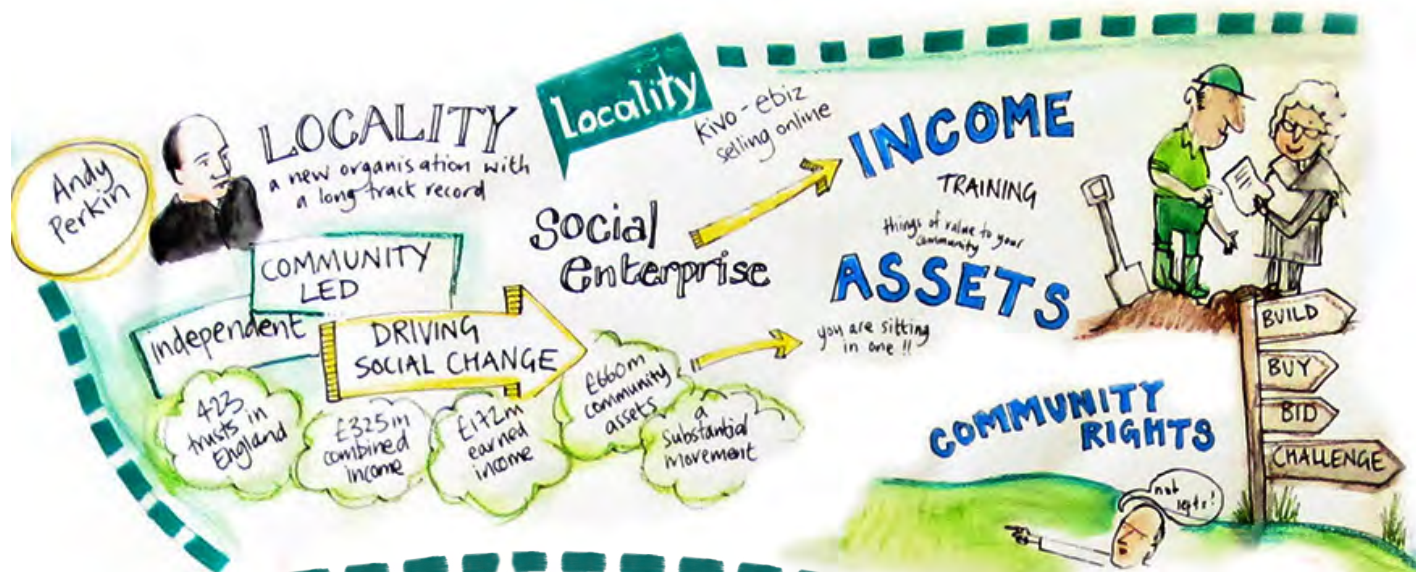 Andy
Perkin
LOCALITY
a new organisation with
a long track record
locality
kivo-ebiz
selling online
COMMUNITY
LED
Independent
DRIVING
SOCIAL CHANGE
Social
enterprise
423
trusts in
England
£325m
combined
income
£172m
earned
income
£660m
community
assets
a
substantial
movement
INCOME
TRAINING
things of value to your
community
ASSETS
you are sitting
in one !!
COMMUNITY
RIGHTS
BUILD
BUY
BID
CHALLENGE
not
lefts!